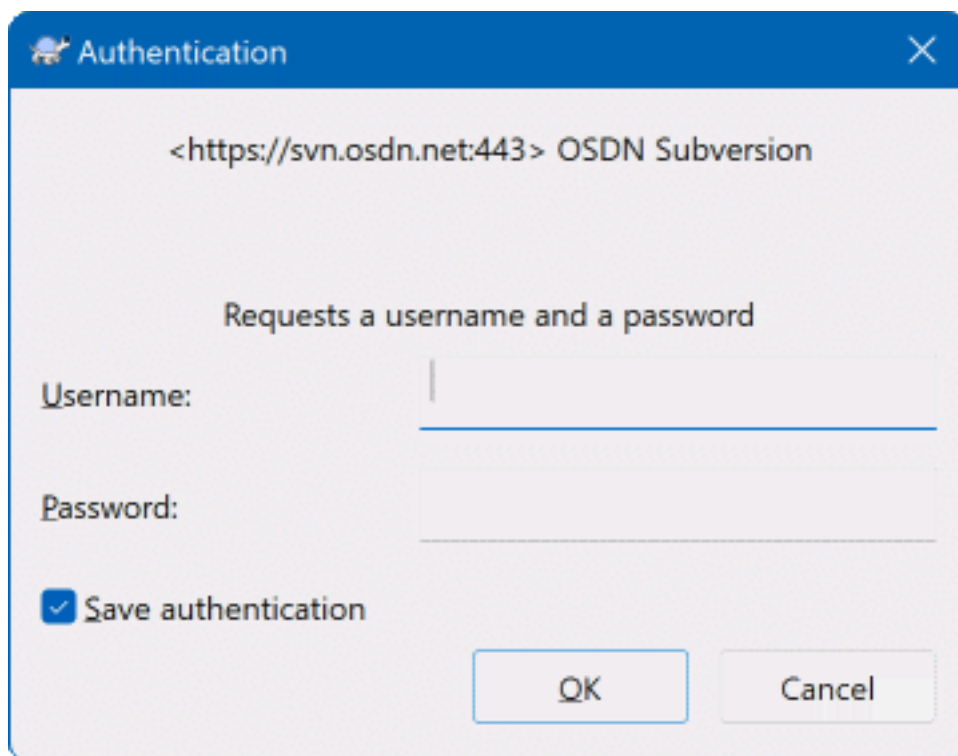 Authentication
<https://svn.osdn.net:443> OSDN Subversion
Requests a username and a password
Username:
Password:
Save authentication
OK Cancel